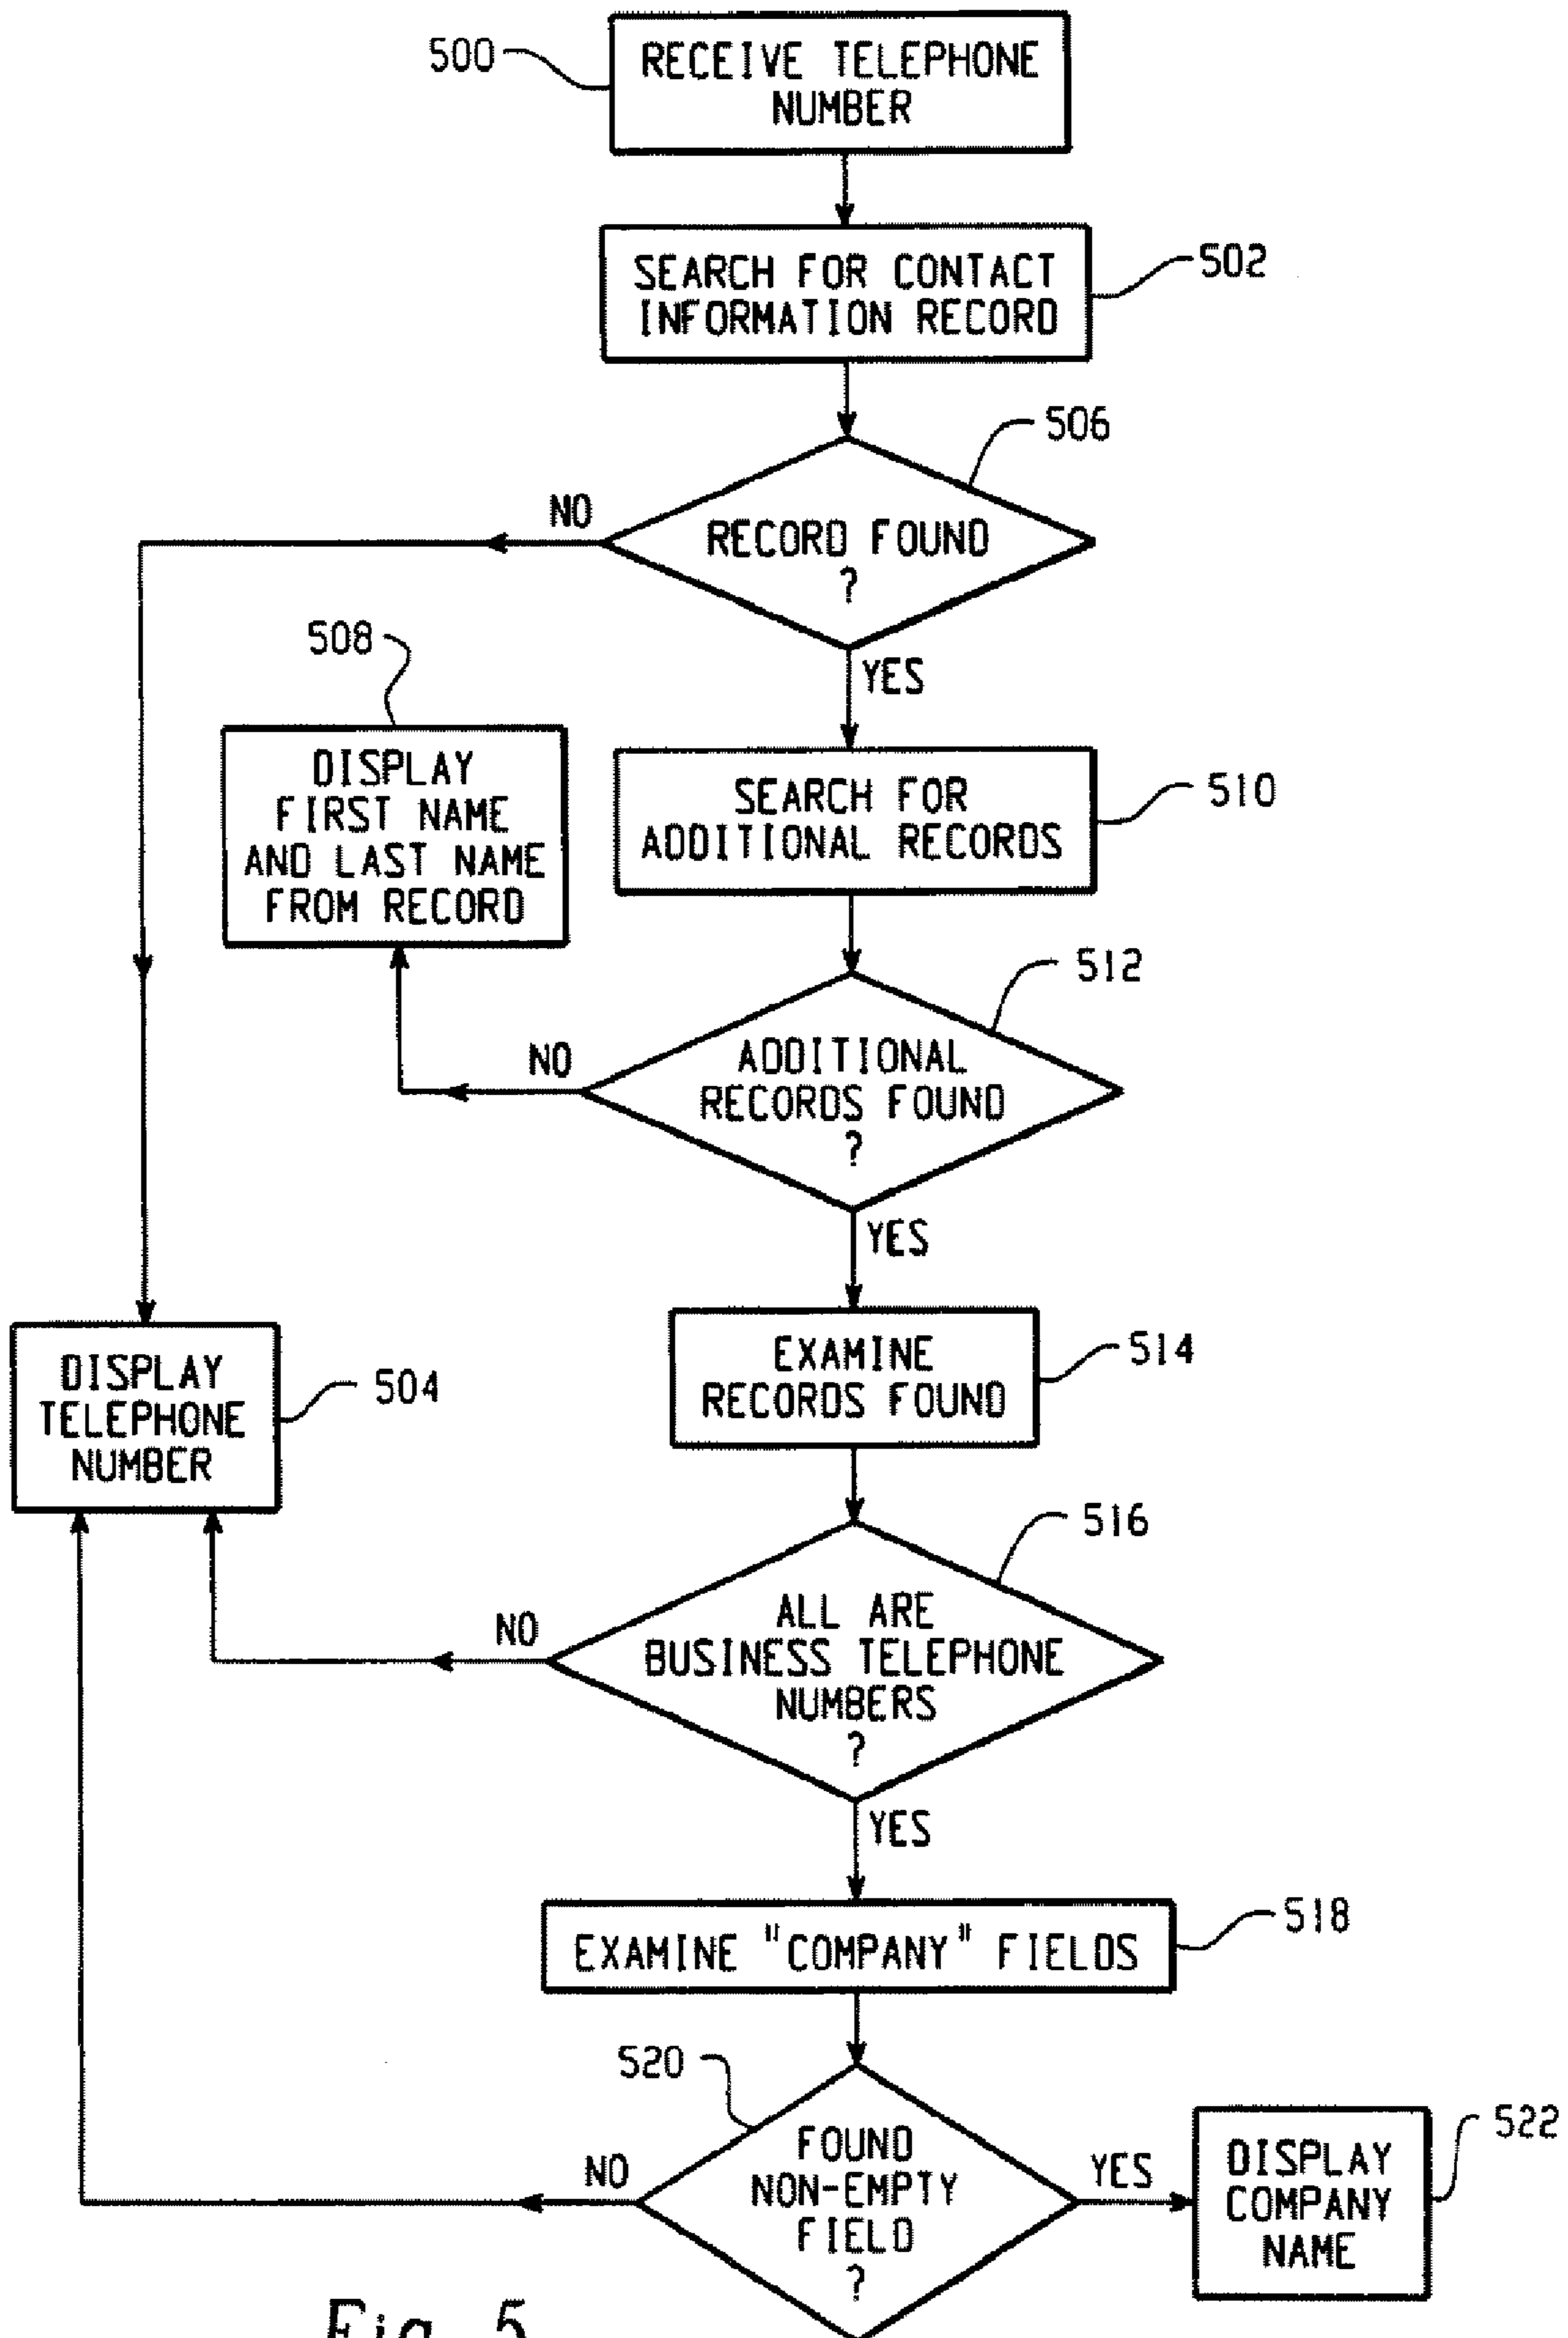 500
RECEIVE TELEPHONE
NUMBER
502
SEARCH FOR CONTACT
INFORMATION RECORD
506
NO
RECORD FOUND
?
YES
508
DISPLAY
FIRST NAME
AND LAST NAME
FROM RECORD
510
SEARCH FOR
ADDITIONAL RECORDS
512
NO
ADDITIONAL
RECORDS FOUND
?
YES
514
EXAMINE
RECORDS FOUND
DISPLAY
TELEPHONE
NUMBER
504
516
NO
ALL ARE
BUSINESS TELEPHONE
NUMBERS
?
YES
518
EXAMINE "COMPANY" FIELDS
520
NO
FOUND
NON-EMPTY
FIELD
?
YES
522
DISPLAY
COMPANY
NAME
Fig. 5